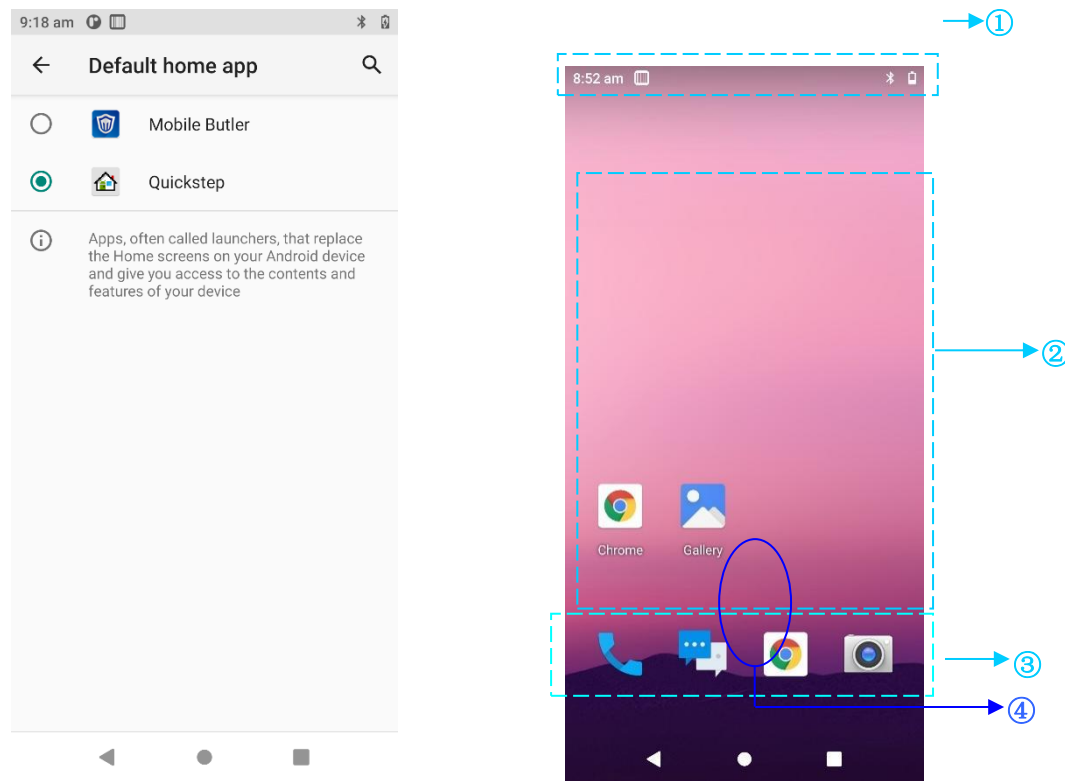 9:18 am
Default home app
Mobile Butler
Quickstep
Apps, often called launchers, that replace
the Home screens on your Android device
and give you access to the contents and
features of your device
①
8:52 am
②
Chrome
Gallery
③
④